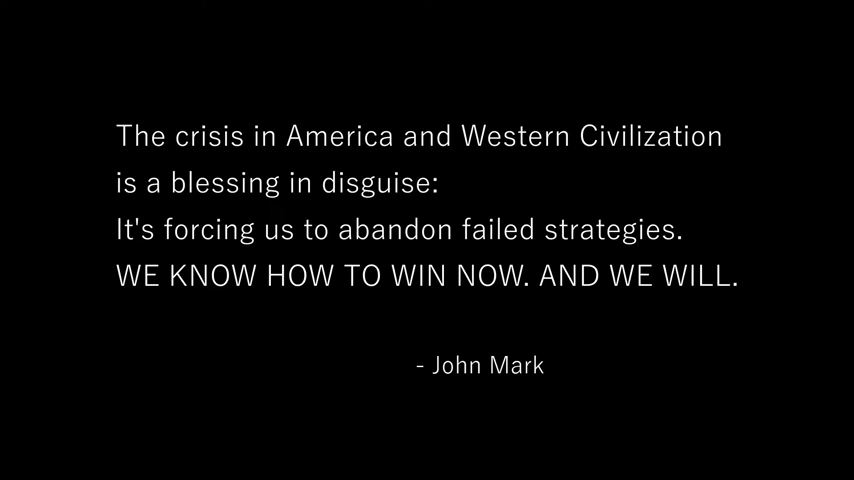 The crisis in America and Western Civilization
is a blessing in disguise:
It's forcing us to abandon failed strategies.
WE KNOW HOW TO WIN NOW. AND WE WILL.
- John Mark